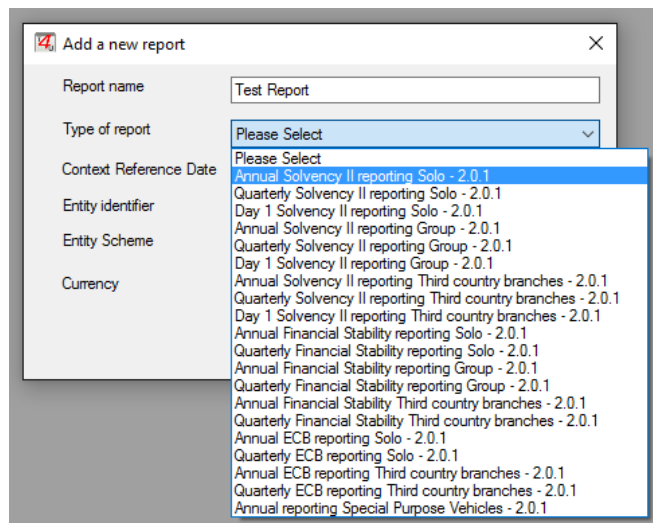 4 Add a new report
Report name Test Report
Type of report Please Select
Context Reference Date
Entity identifier
Entity Scheme
Currency
Please Select
Annual Solvency II reporting Solo - 2.0.1
Quarterly Solvency II reporting Solo - 2.0.1
Day 1 Solvency II reporting Solo - 2.0.1
Annual Solvency II reporting Group - 2.0.1
Quarterly Solvency II reporting Group - 2.0.1
Day 1 Solvency II reporting Group - 2.0.1
Annual Solvency II reporting Third country branches - 2.0.1
Quarterly Solvency II reporting Third country branches - 2.0.1
Day 1 Solvency II reporting Third country branches - 2.0.1
Annual Financial Stability reporting Solo - 2.0.1
Quarterly Financial Stability reporting Solo - 2.0.1
Annual Financial Stability reporting Group - 2.0.1
Quarterly Financial Stability reporting Group - 2.0.1
Annual Financial Stability Third country branches - 2.0.1
Quarterly Financial Stability Third country branches - 2.0.1
Annual ECB reporting Solo - 2.0.1
Quarterly ECB reporting Solo - 2.0.1
Annual ECB reporting Third country branches - 2.0.1
Quarterly ECB reporting Third country branches - 2.0.1
Annual reporting Special Purpose Vehicles - 2.0.1